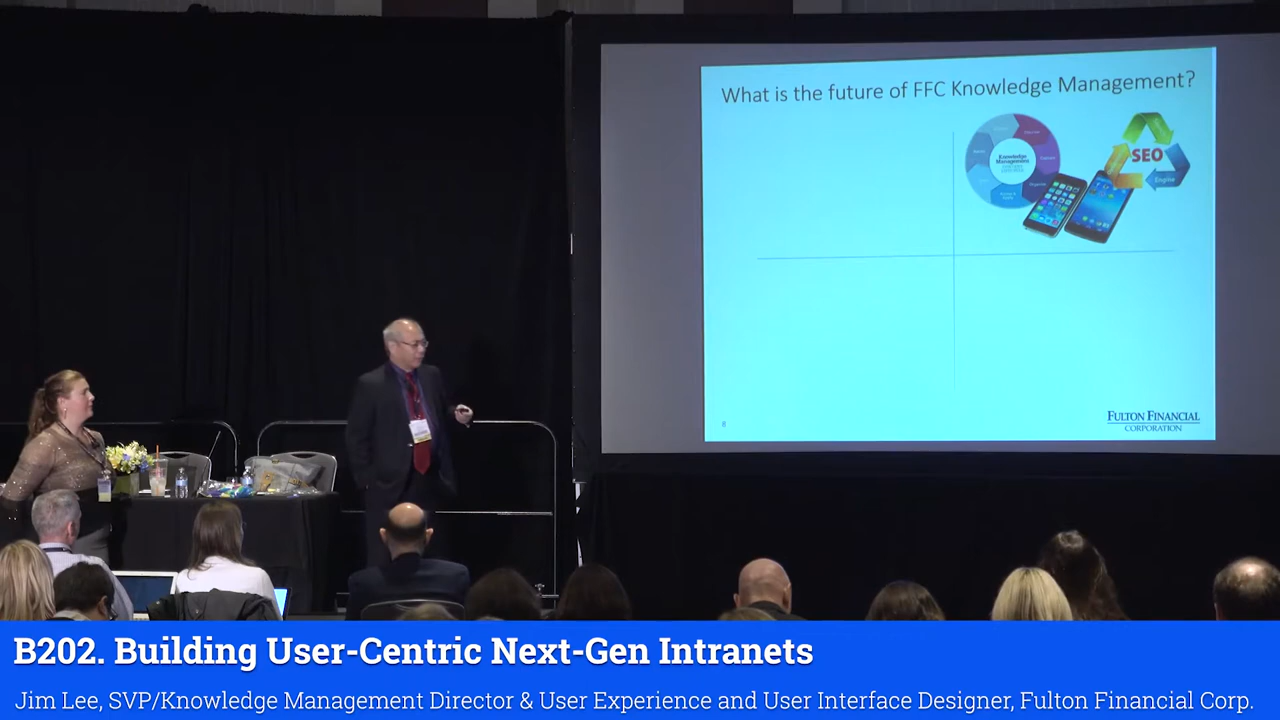 What is the future of FFC Knowledge Management?
Knowledge
Management
SEO
Engine
8
FULTON FINANCIAL
CORPORATION
B202. Building User-Centric Next-Gen Intranets
Jim Lee, SVP/Knowledge Management Director & User Experience and User Interface Designer, Fulton Financial Corp.